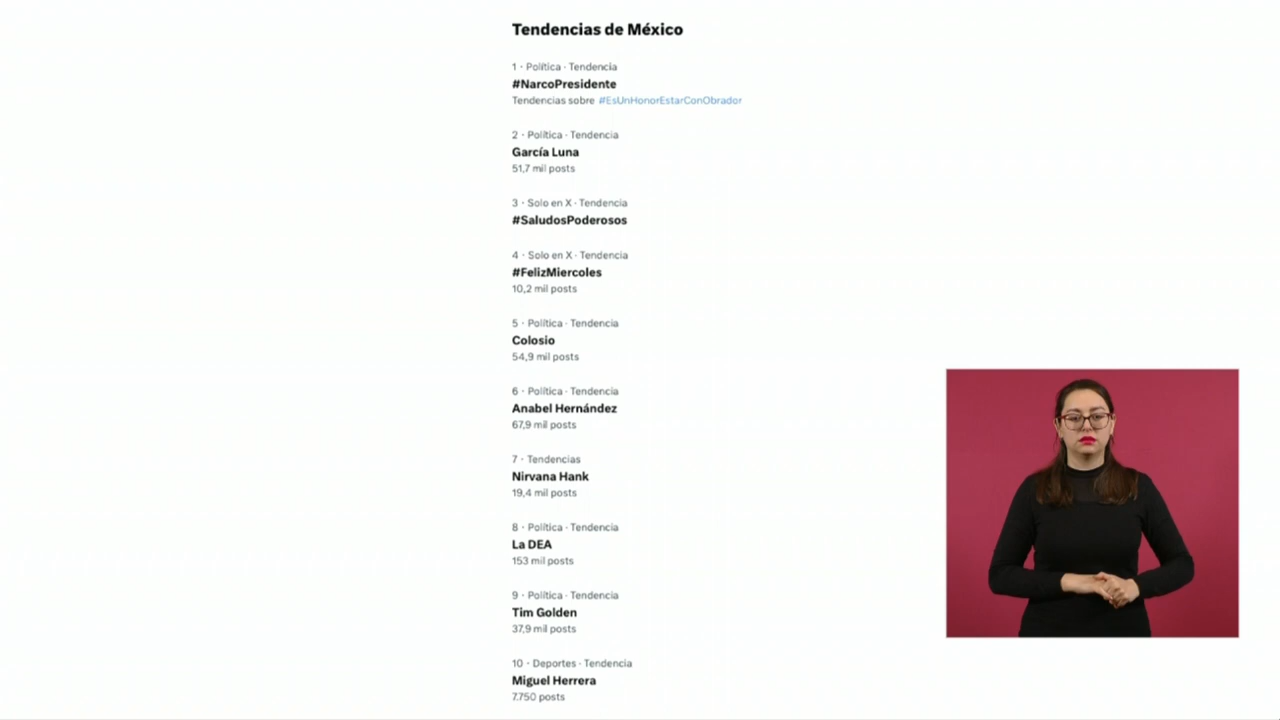 Tendencias de México
1 · Política · Tendencia
#NarcoPresidente
Tendencias sobre #EsUnHonorEstarConObrador
2 · Política · Tendencia
García Luna
51,7 mil posts
3 · Solo en X · Tendencia
#SaludosPoderosos
4 · Solo en X · Tendencia
#FelizMiercoles
10,2 mil posts
5 · Política · Tendencia
Colosio
54,9 mil posts
6 · Política · Tendencia
Anabel Hernández
67,9 mil posts
7 · Tendencias
Nirvana Hank
19,4 mil posts
8 · Política · Tendencia
La DEA
153 mil posts
9 · Política · Tendencia
Tim Golden
37,9 mil posts
10 · Deportes · Tendencia
Miguel Herrera
7.750 posts